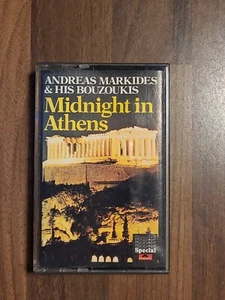 ANDREAS MARKIDES
& HIS BOUZOUKIS
Midnight in
Athens
Special